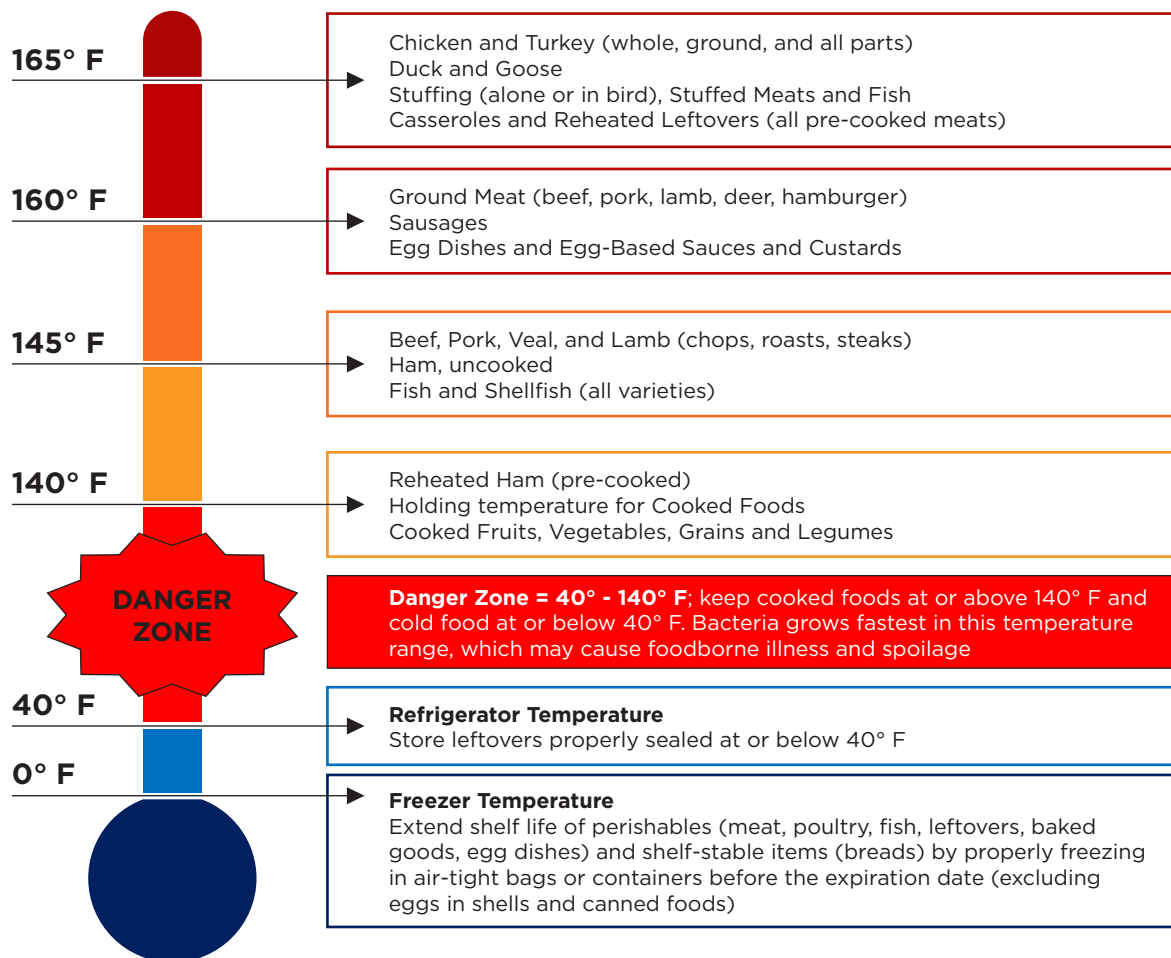 165° F
Chicken and Turkey (whole, ground, and all parts)
Duck and Goose
Stuffing (alone or in bird), Stuffed Meats and Fish
Casseroles and Reheated Leftovers (all pre-cooked meats)
160° F
Ground Meat (beef, pork, lamb, deer, hamburger)
Sausages
Egg Dishes and Egg-Based Sauces and Custards
145° F
Beef, Pork, Veal, and Lamb (chops, roasts, steaks)
Ham, uncooked
Fish and Shellfish (all varieties)
140° F
Reheated Ham (pre-cooked)
Holding temperature for Cooked Foods
Cooked Fruits, Vegetables, Grains and Legumes
DANGER
ZONE
Danger Zone = 40° - 140° F; keep cooked foods at or above 140° F and
cold food at or below 40° F. Bacteria grows fastest in this temperature
range, which may cause foodborne illness and spoilage
40° F
Refrigerator Temperature
Store leftovers properly sealed at or below 40° F
0° F
Freezer Temperature
Extend shelf life of perishables (meat, poultry, fish, leftovers, baked
goods, egg dishes) and shelf-stable items (breads) by properly freezing
in air-tight bags or containers before the expiration date (excluding
eggs in shells and canned foods)